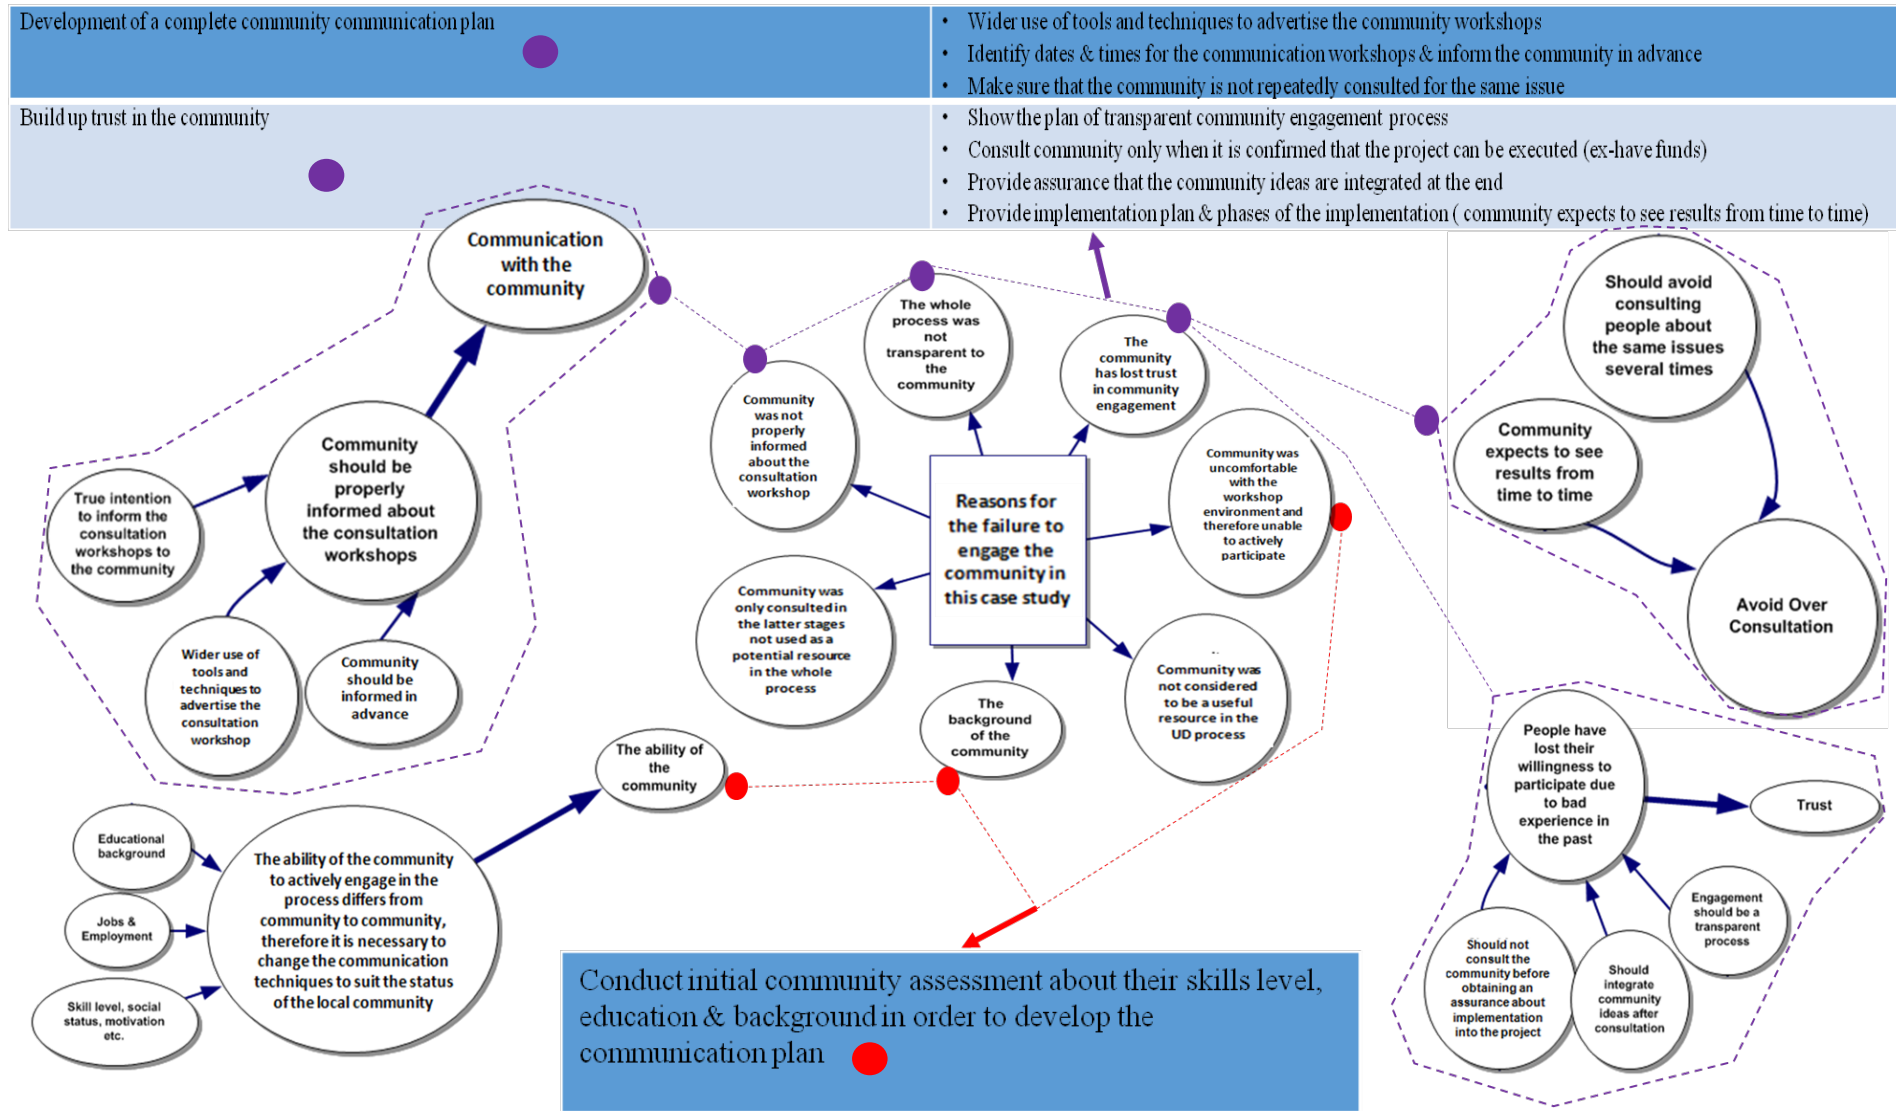 Development of a complete community communication plan
• Wider use of tools and techniques to advertise the community workshops
• Identify dates & times for the communication workshops & inform the community in advance
• Make sure that the community is not repeatedly consulted for the same issue
Build up trust in the community
• Show the plan of transparent community engagement process
• Consult community only when it is confirmed that the project can be executed (ex-have funds)
• Provide assurance that the community ideas are integrated at the end
• Provide implementation plan & phases of the implementation ( community expects to see results from time to time)
Communication
with the
community
Community
should be
properly
informed about
the consultation
workshops
True intention
to inform the
consultation
workshops to
the community
Wider use of
tools and
techniques to
advertise the
consultation
workshop
Community
should be
informed in
advance
Community
was not
properly
informed
about the
consultation
workshop
The whole
process was
not
transparent to
the
community
The
community
has lost trust
in community
engagement
Community was
uncomfortable
with the
workshop
environment and
therefore unable
to actively
participate
Reasons for
the failure to
engage the
community in
this case study
Community was
only consulted in
the latter stages
not used as a
potential resource
in the whole
process
The
background
of the
community
Community was
not considered
to be a useful
resource in the
UD process
Should avoid
consulting
people about
the same issues
several times
Community
expects to see
results from
time to time
Avoid Over
Consultation
People have
lost their
willingness to
participate due
to bad
experience in
the past
Trust
Engagement
should be a
transparent
process
Should not
consult the
community before
obtaining an
assurance about
implementation
into the project
Should
integrate
community
ideas after
consultation
The ability of
the
community
Educational
background
Jobs &
Employment
Skill level, social
status, motivation
etc.
The ability of the community
to actively engage in the
process differs from
community to community,
therefore it is necessary to
change the communication
techniques to suit the status
of the local community
Conduct initial community assessment about their skills level,
education & background in order to develop the
communication plan